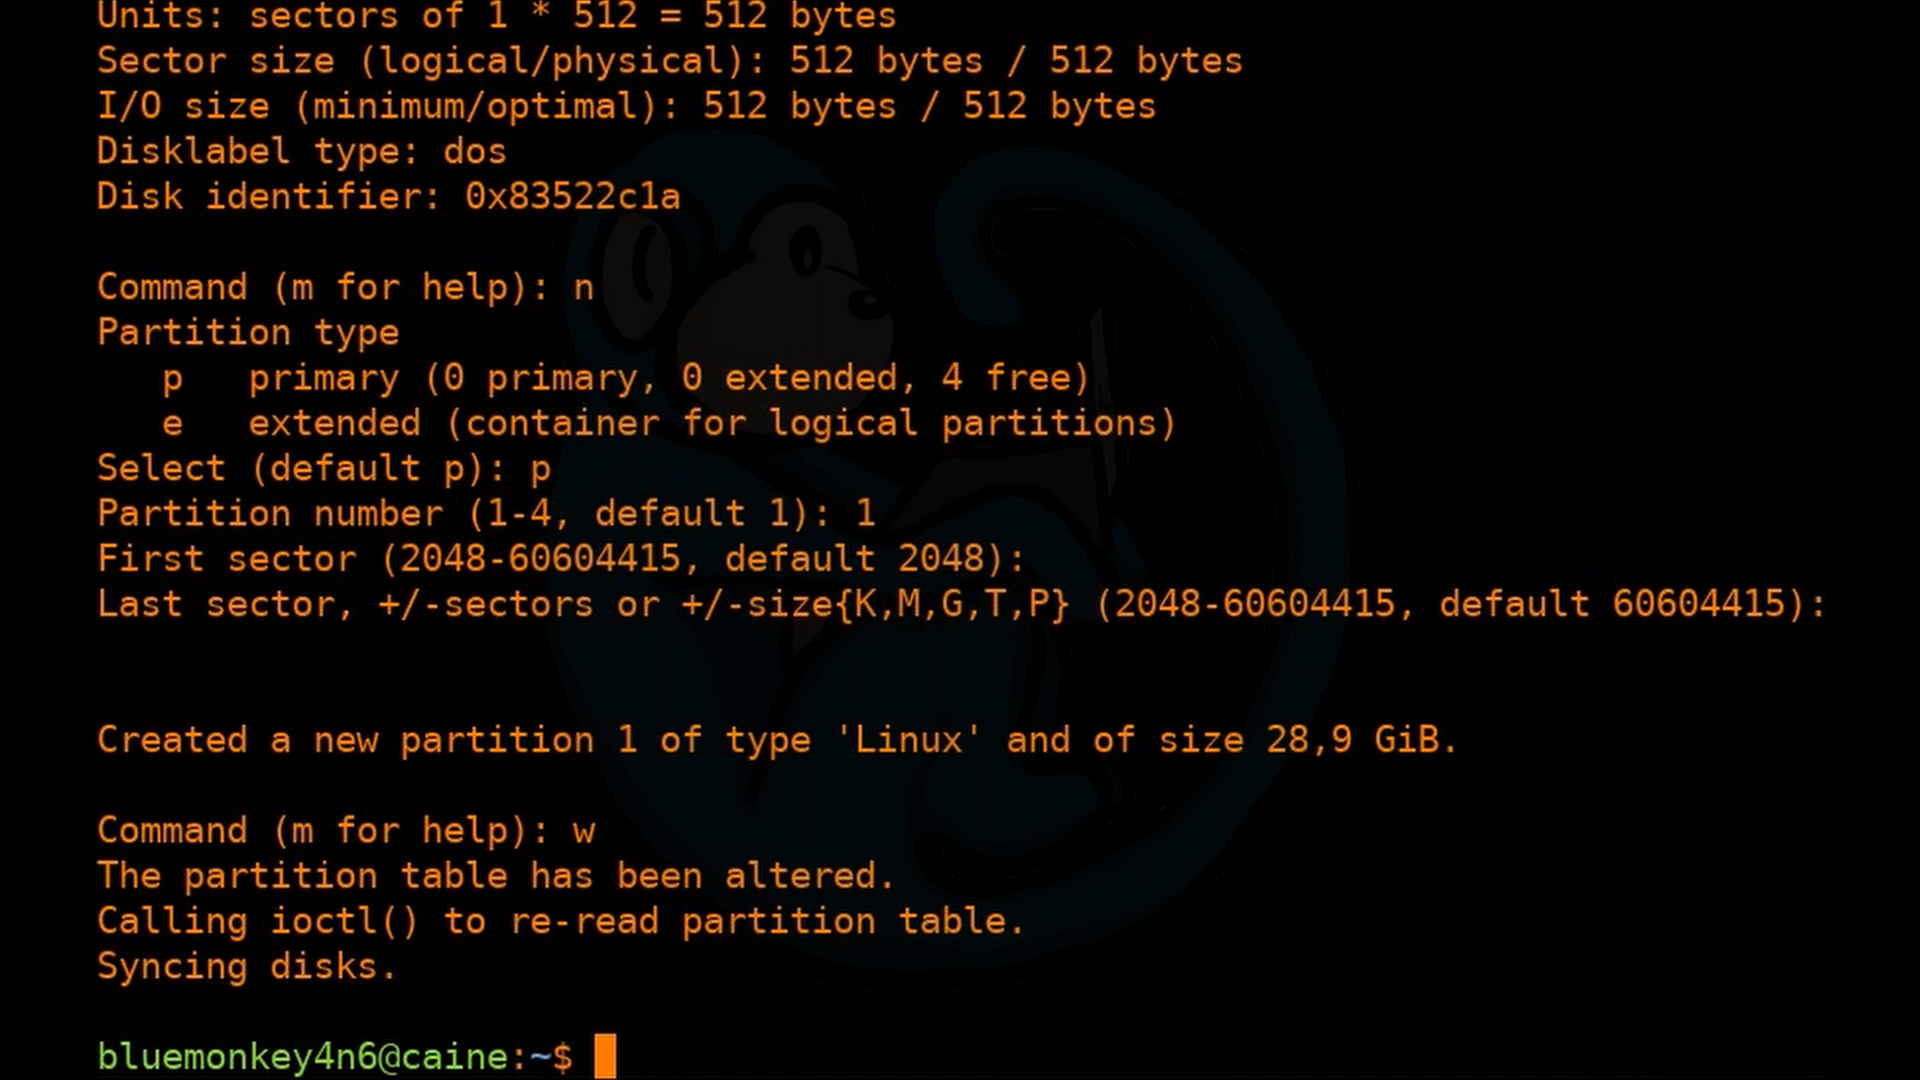 Units: sectors of 1 * 512 = 512 bytes
Sector size (logical/physical): 512 bytes / 512 bytes
I/O size (minimum/optimal): 512 bytes / 512 bytes
Disklabel type: dos
Disk identifier: 0x83522c1a
Command (m for help): n
Partition type
   p   primary (0 primary, 0 extended, 4 free)
   e   extended (container for logical partitions)
Select (default p): p
Partition number (1-4, default 1): 1
First sector (2048-60604415, default 2048):
Last sector, +/-sectors or +/-size{K,M,G,T,P} (2048-60604415, default 60604415):
Created a new partition 1 of type 'Linux' and of size 28,9 GiB.
Command (m for help): w
The partition table has been altered.
Calling ioctl() to re-read partition table.
Syncing disks.
bluemonkey4n6@caine:~$